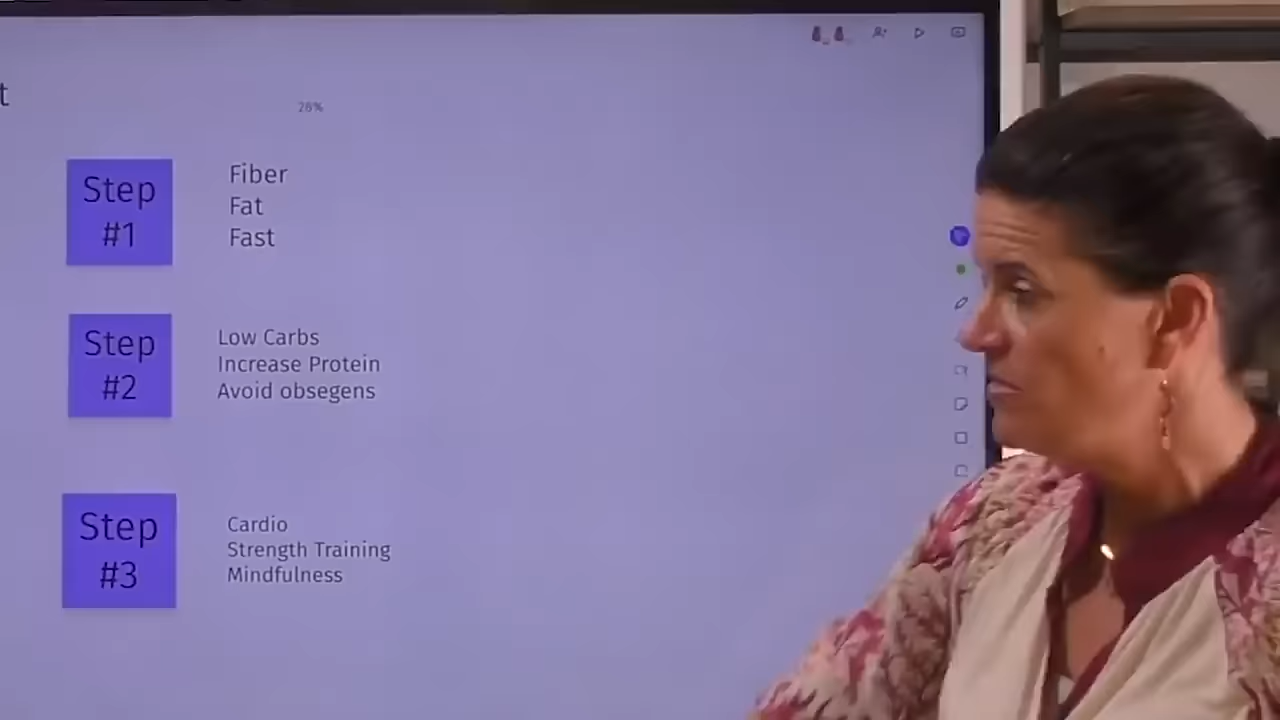 t
28%
Step
#1
Fiber
Fat
Fast
Step
#2
Low Carbs
Increase Protein
Avoid obsegens
Step
#3
Cardio
Strength Training
Mindfulness